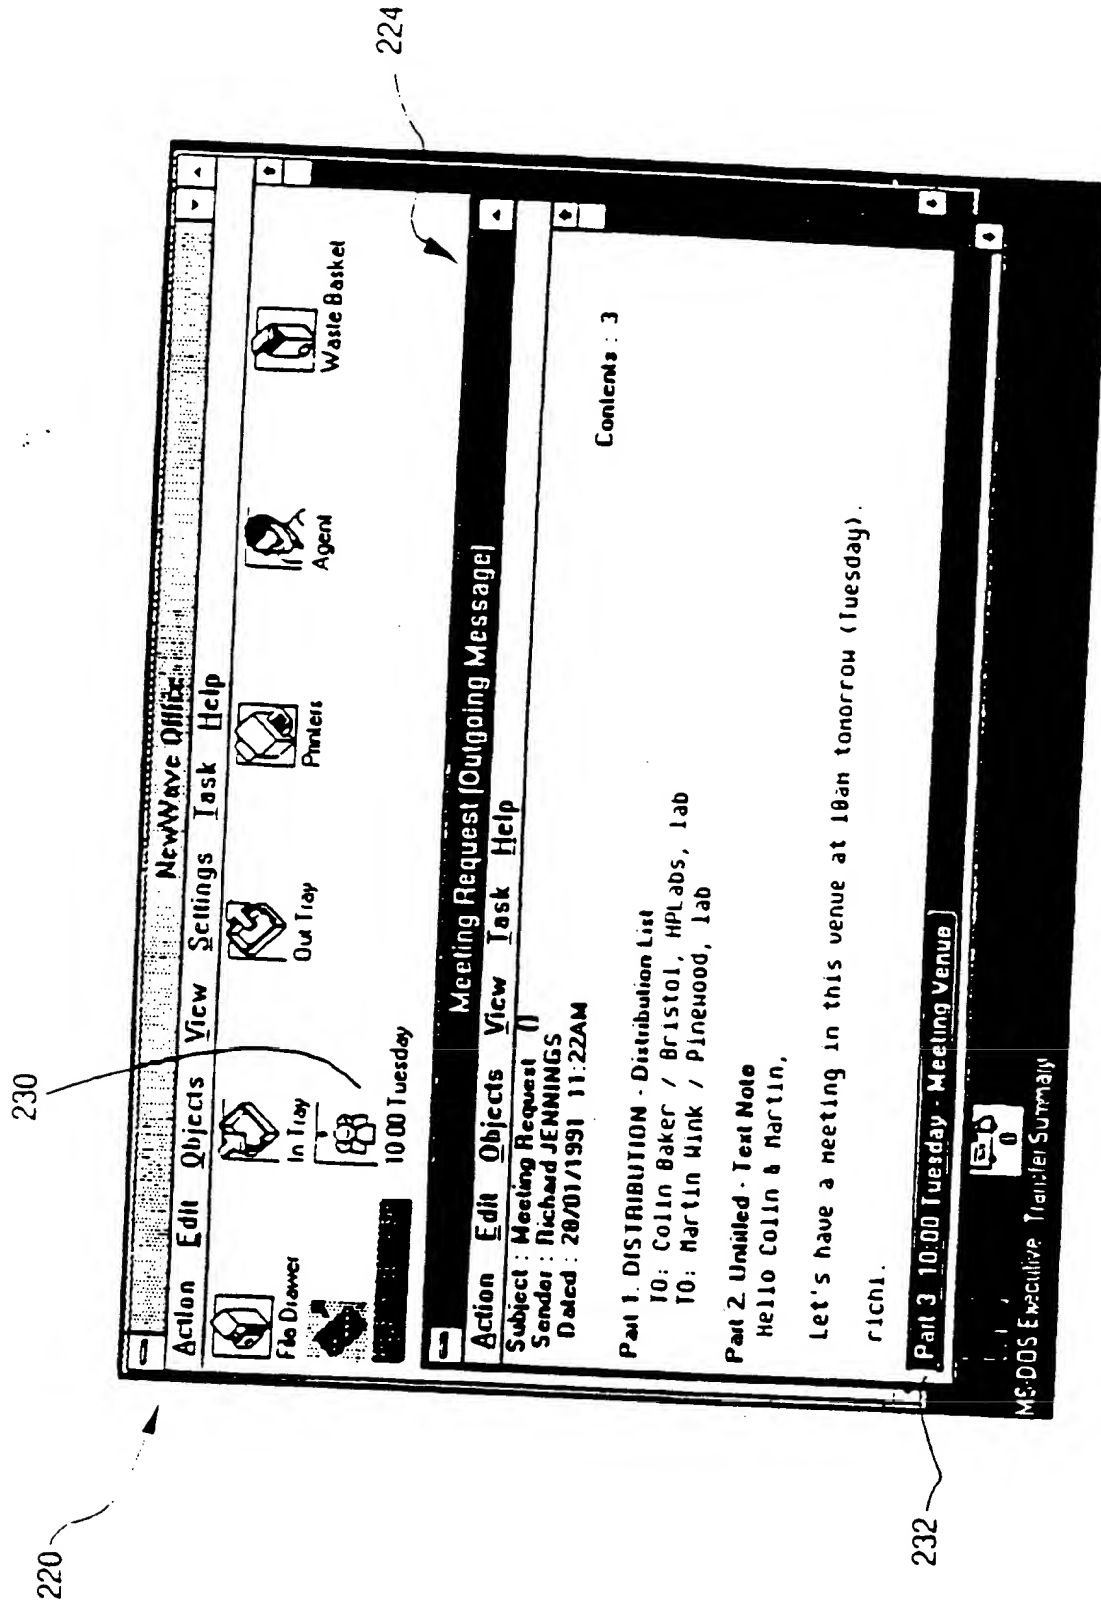 220
230
224
NewWave Office
Action Edit Objects View Settings Task Help
File Drawer
In Tray
Out Tray
Printers
Agent
Waste Basket
10:00 Tuesday
Meeting Request [Outgoing Message]
Action Edit Objects View Task Help
Subject : Meeting Request
Sender : Richard JENNINGS
Dated : 28/01/1991 11:22AM
Contents : 3
Part 1. DISTRIBUTION - Distribution List
TO: Colin Baker / Bristol, HPLabs, lab
TO: Martin Wink / Pinewood, lab
Part 2. Untitled - Text Note
Hello Colin & Martin,
Let's have a meeting in this venue at 10am tomorrow (Tuesday).
richi.
Part 3 10:00 Tuesday - Meeting Venue
MS-DOS Executive Transfer Summary
232